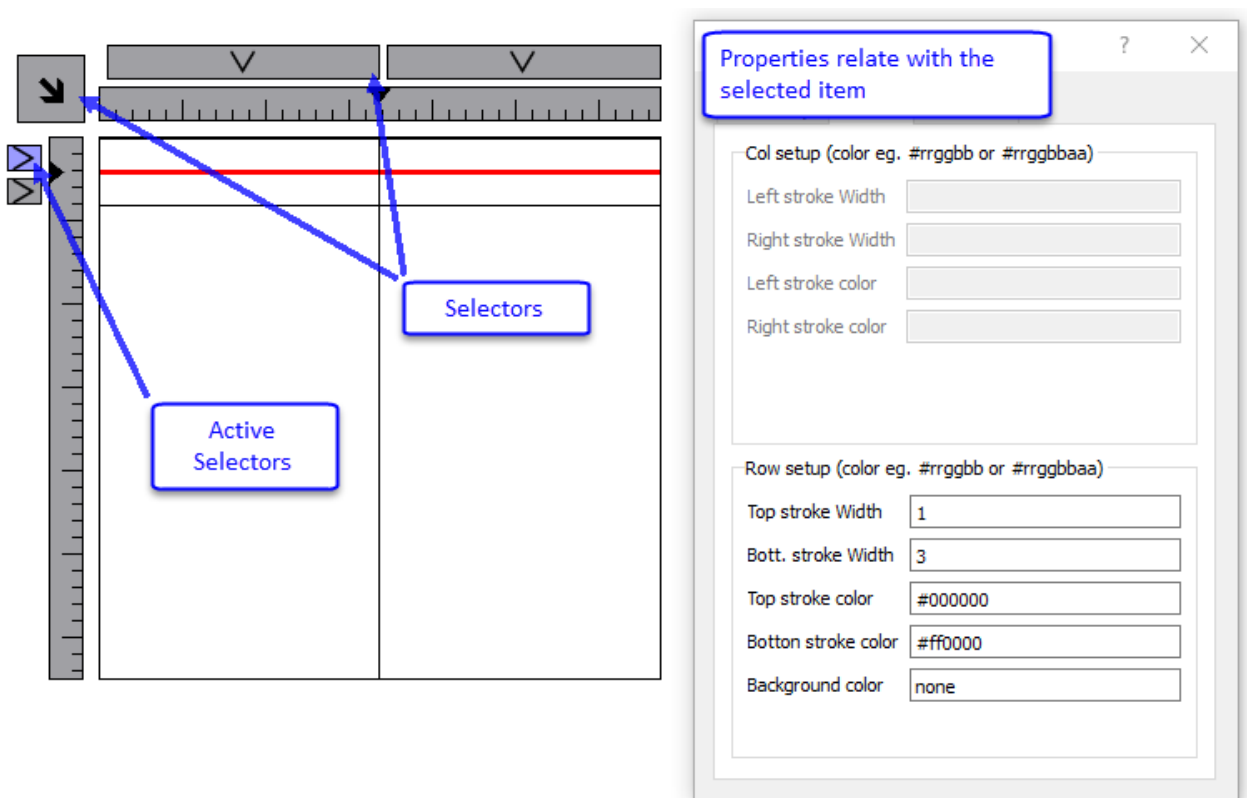 Properties relate with the
selected item
?
Col setup (color eg. #rrggbb or #rrggbbaa)
Left stroke Width
Right stroke Width
Left stroke color
Right stroke color
Selectors
Active
Selectors
Row setup (color eg. #rrggbb or #rrggbbaa)
Top stroke Width 1
Bott. stroke Width 3
Top stroke color #000000
Botton stroke color #ff0000
Background color none